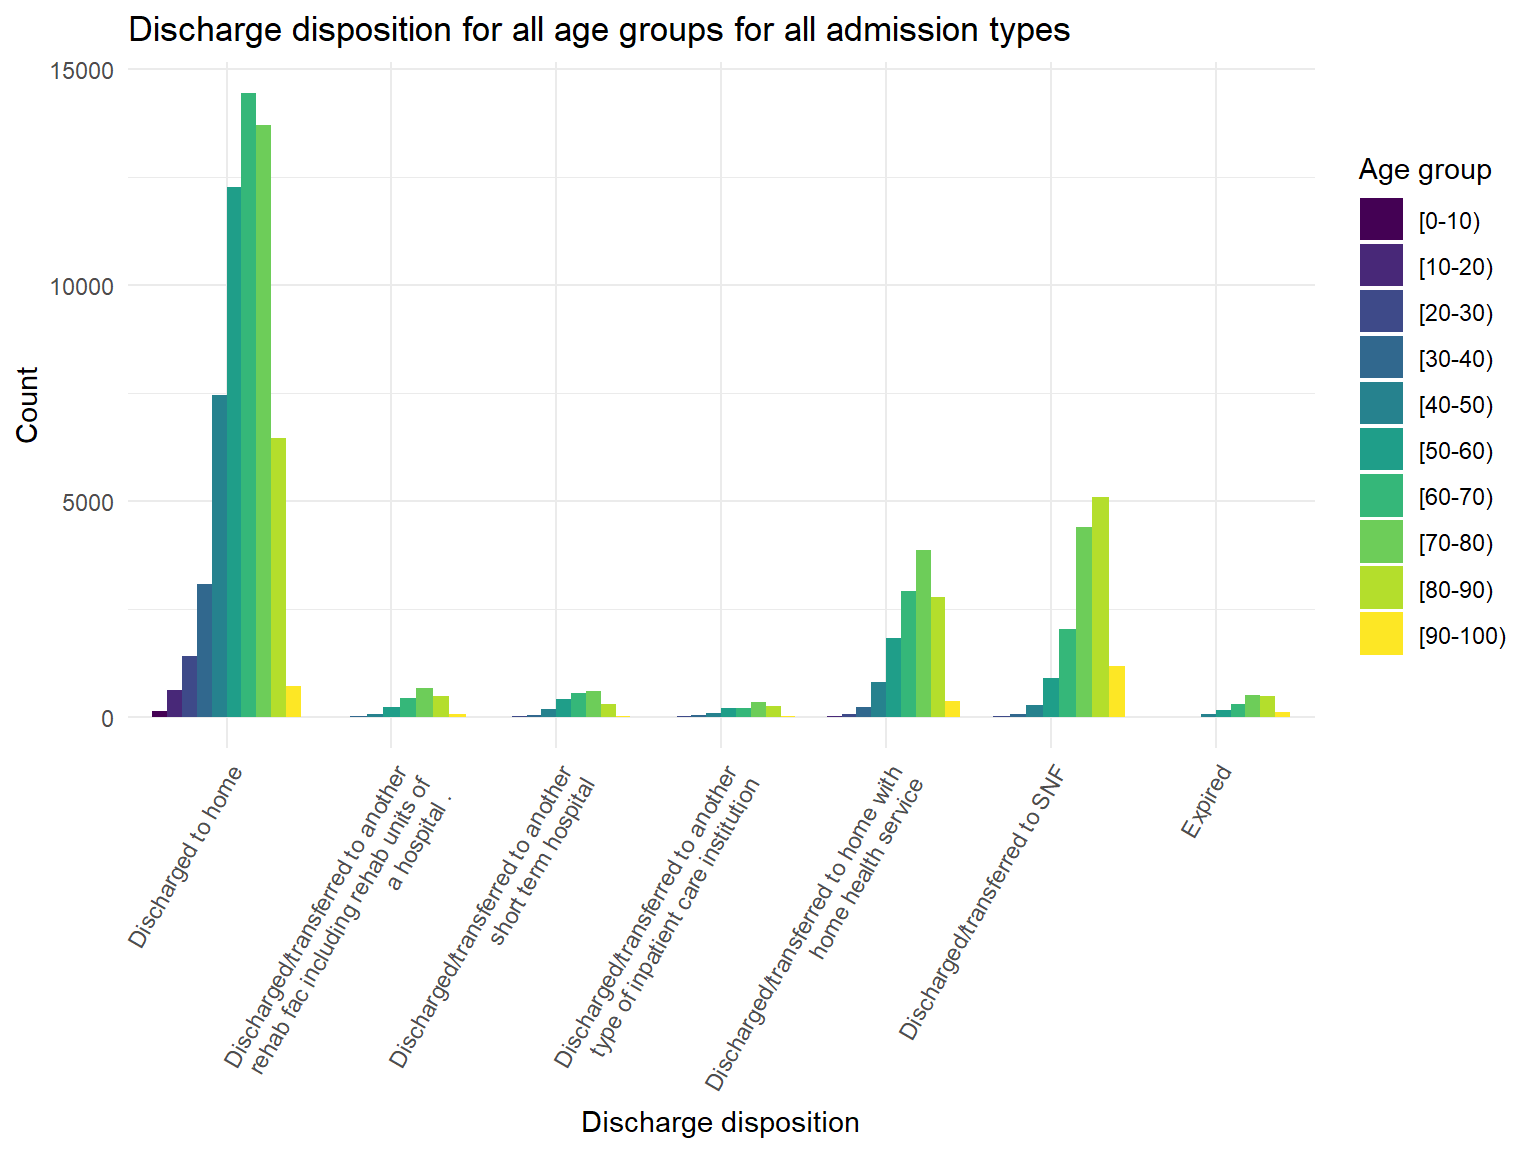 Discharge disposition for all age groups for all admission types
15000
10000
5000
0
Count
Discharged to home
Discharged/transferred to another
rehab fac including rehab units of
a hospital .
Discharged/transferred to another
short term hospital
Discharged/transferred to another
type of inpatient care institution
Discharged/transferred to home with
home health service
Discharged/transferred to SNF
Expired
Discharge disposition
Age group
[0-10)
[10-20)
[20-30)
[30-40)
[40-50)
[50-60)
[60-70)
[70-80)
[80-90)
[90-100)